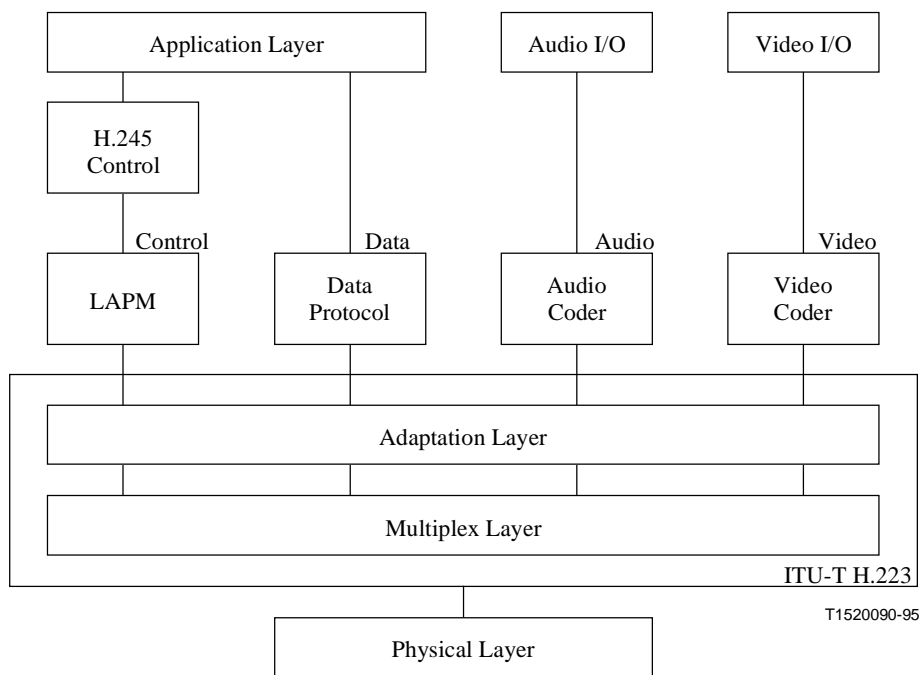 Application Layer
Audio I/O
Video I/O
H.245
Control
Control
Data
Audio
Video
LAPM
Data
Protocol
Audio
Coder
Video
Coder
Adaptation Layer
Multiplex Layer
ITU-T H.223
T1520090-95
Physical Layer